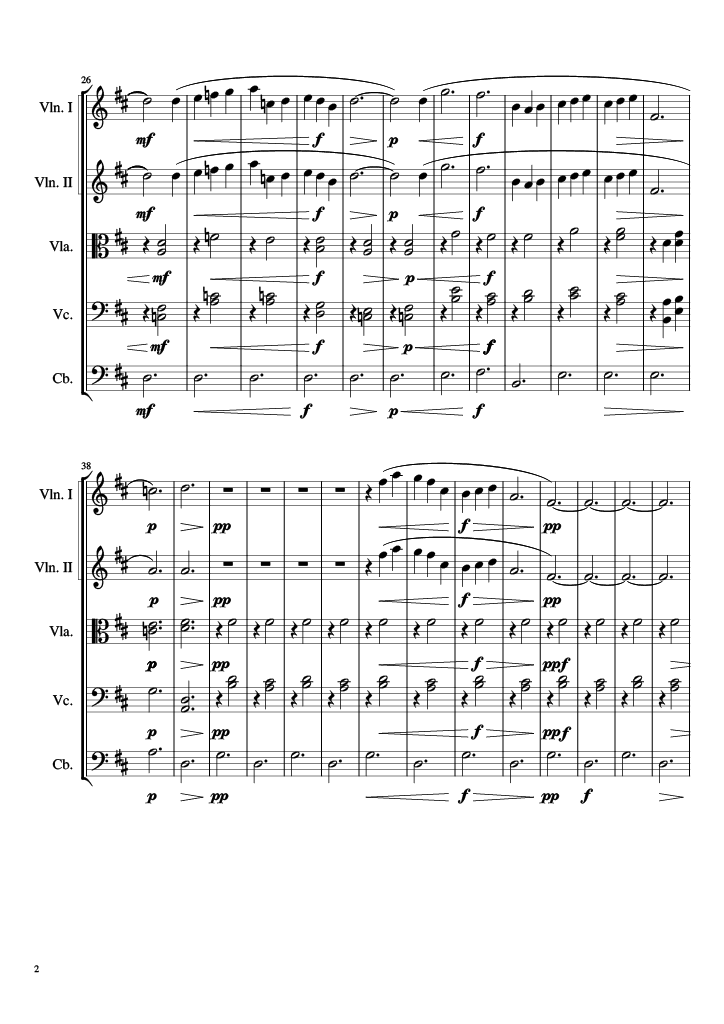 26
Vln. I
mf f p f
Vln. II
mf f p f
Vla.
mf f p f
Vc.
mf f p f
Cb.
mf f p f
38
Vln. I
p pp f pp
Vln. II
p pp f pp
Vla.
p pp f ppf
Vc.
p pp f ppf
Cb.
p pp f pp f
2